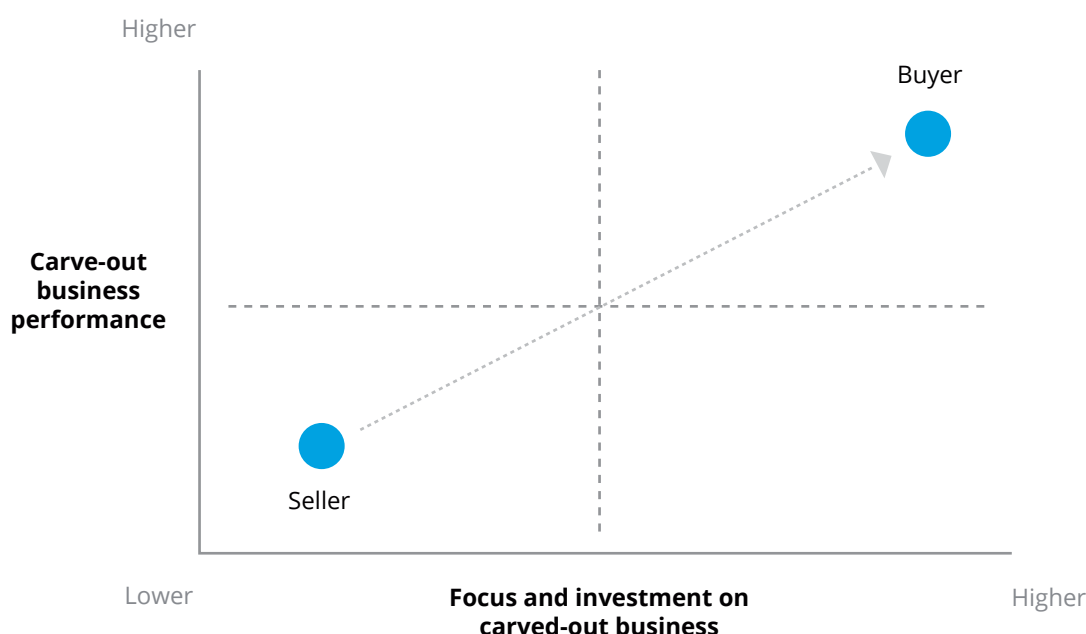 Higher
Buyer
Carve-out
business
performance
Seller
Lower
Focus and investment on
carved-out business
Higher